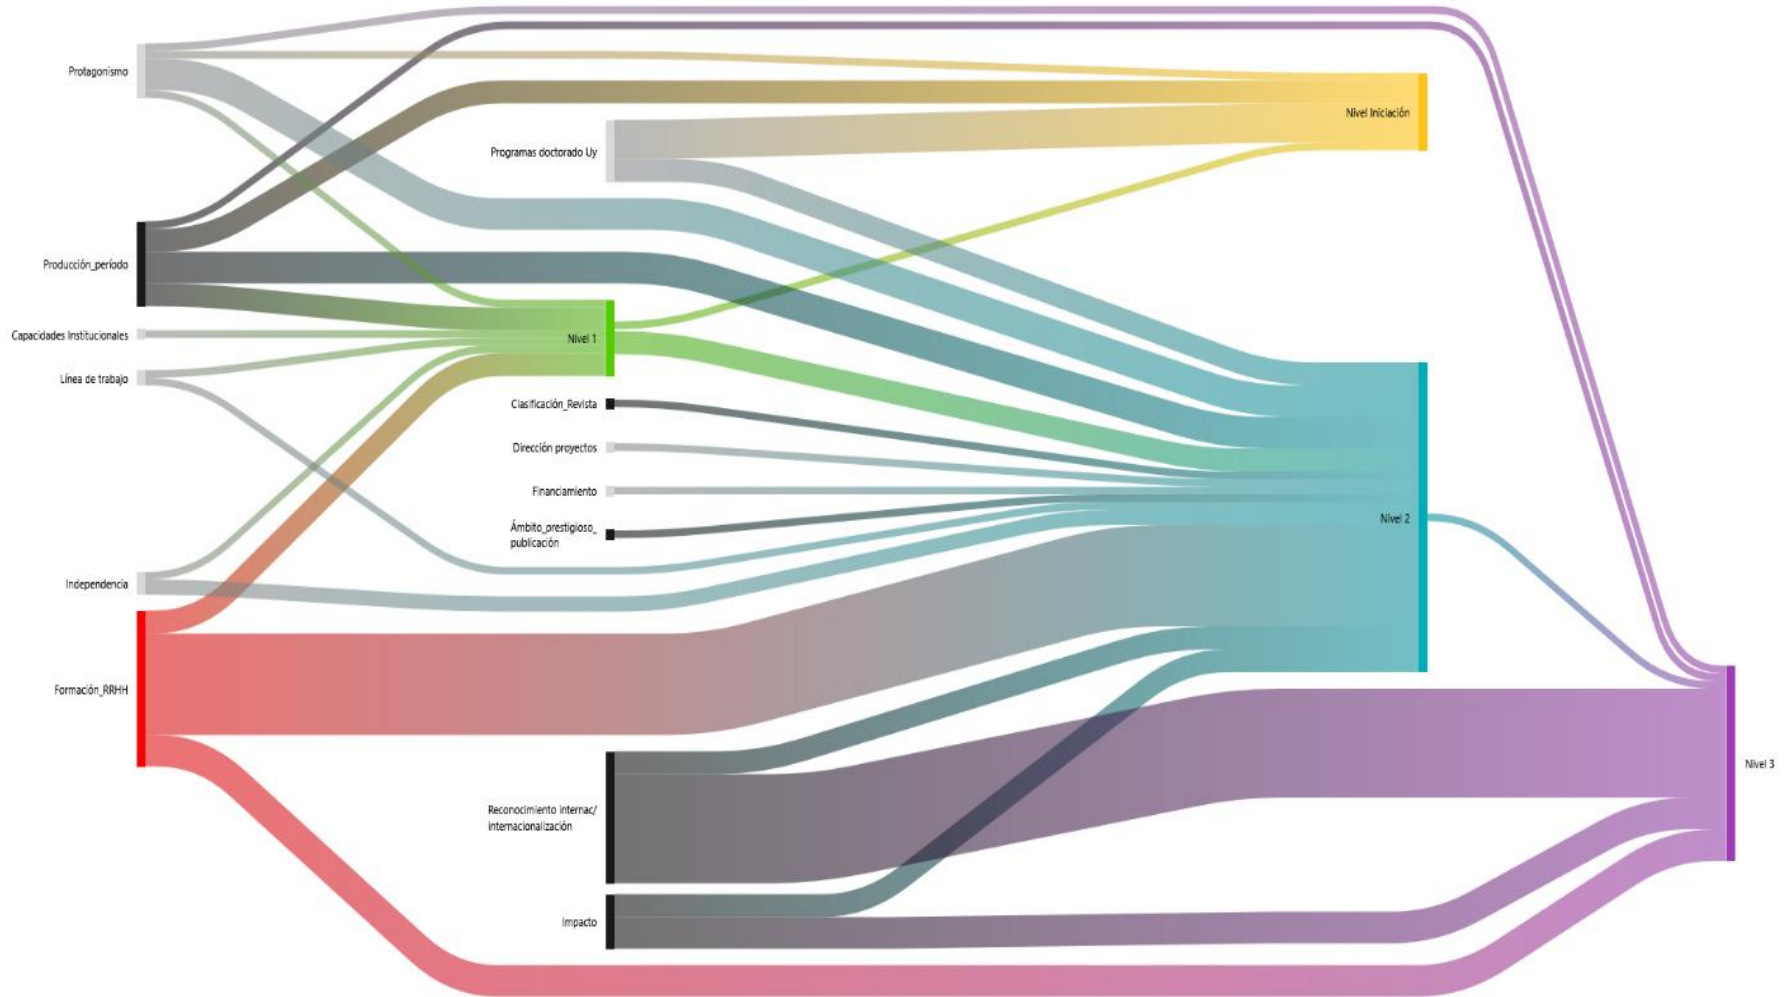 Protagonismo
Nivel Iniciación
Programas doctorado Uy
Producción_período
Capacidades Institucionales
Nivel 1
Línea de trabajo
Clasificación_Revista
Dirección proyectos
Financiamiento
Ámbito_prestigioso_
publicación
Nivel 2
Independencia
Formación_RRHH
Nivel 3
Reconocimiento internac/
internacionalización
Impacto